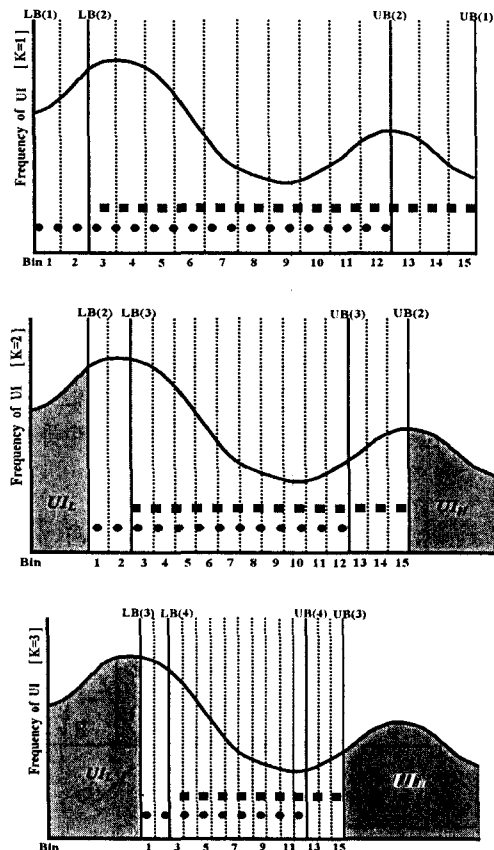 LB(1) LB(2) UB(2) UB(1)
Frequency of UI [ K=1 ]
Bin 1 2 3 4 5 6 7 8 9 10 11 12 13 14 15
LB(2) LB(3) UB(3) UB(2)
Frequency of UI [ K=2 ]
UI_L UI_H
Bin 1 2 3 4 5 6 7 8 9 10 11 12 13 14 15
LB(3) LB(4) UB(4) UB(3)
Frequency of UI [ K=3 ]
UI UI_H
Bin 1 3 5 7 9 11 13 15